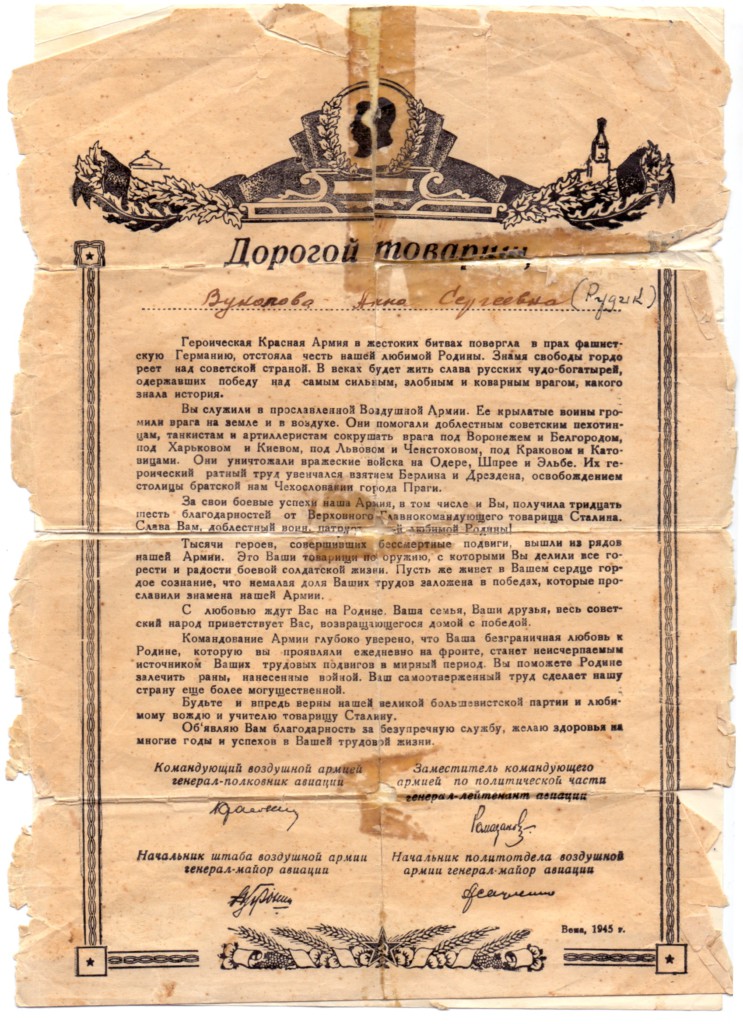 Дорогой товарищ,
Анна Сергеевна (Рудик)
Героическая Красная Армия в жестоких битвах повергла в прах фашист-
скую Германию, отстояла честь вашей любимой Родины. Знамя свободы гордо
реет над советской страной. В веках будет жить слава русских чудо-богатырей,
одержавших победу над самым сильным, злобным и коварным врагом, какого
знала история.
Вы служили в прославленной Воздушной Армии. Ее крылатые воины гро-
мили врага на земле и в воздухе. Они помогали доблестным советским пехотин-
цам, танкистам и артиллеристам сокрушать врага под Воронежем и Белгородом,
под Харьковом и Киевом, под Львовом и Ченстоховом, под Краковом и Като-
вицами. Они уничтожали вражеские войска на Одере, Шпрее и Эльбе. Их ге-
роический ратный труд увенчался взятием Берлина и Дрездена, освобождением
столицы братской нам Чехословакии города Праги.
За свои боевые успехи наша Армия, в том числе и Вы, получила тридцать
шесть благодарностей от Верховного Главнокомандующего товарища Сталина.
Слава Вам, доблестный воин, любимой Родины!
Тысячи героев, совершивших бессмертные подвиги, вышли из рядов
нашей Армии. Это Ваши товарищи по оружию, с которыми Вы делили все го-
рести и радости боевой солдатской жизни. Пусть же живет в Вашем сердце гор-
дое сознание, что немалая доля Ваших трудов заложена в победах, которые про-
славили знамена нашей Армии.
С любовью ждут Вас на Родине. Ваша семья, Ваши друзья, весь совет-
ский народ приветствует Вас, возвращающегося домой с победой.
Командование Армии глубоко уверено, что Ваша безграничная любовь к
Родине, которую вы проявляли ежедневно на фронте, станет неисчерпаемым
источником Ваших трудовых подвигов в мирный период. Вы поможете Родине
залечить раны, нанесенные войной. Ваш самоотверженный труд сделает нашу
страну еще более могущественной.
Будьте и впредь верны нашей великой большевистской партии и люби-
мому вождю и учителю товарищу Сталину.
Об'являю Вам благодарность за безупречную службу, желаю здоровья на
многие годы и успехов в Вашей трудовой жизни.
Командующий воздушной армией
генерал-полковник авиации
Заместитель командующего
армией по политической части
генерал-лейтенант авиации
Начальник штаба воздушной армии
генерал-майор авиации
Начальник политотдела воздушной
армии генерал-майор авиации
Вена, 1945 г.